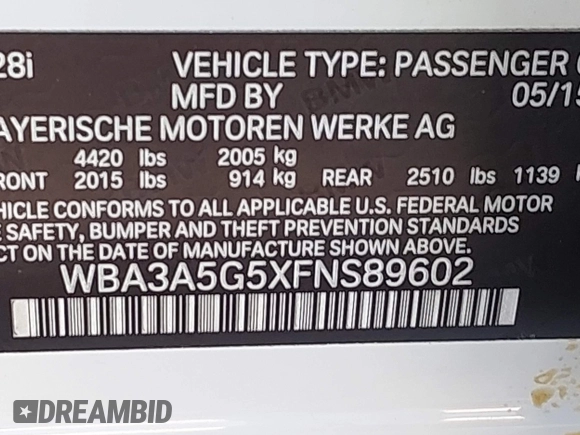 28i VEHICLE TYPE: PASSENGER
MFD BY 05/15
AYERISCHE MOTOREN WERKE AG
4420 lbs 2005 kg
FRONT 2015 lbs 914 kg REAR 2510 lbs 1139
HICLE CONFORMS TO ALL APPLICABLE U.S. FEDERAL MOTOR
E SAFETY, BUMPER AND THEFT PREVENTION STANDARDS
CT ON THE DATE OF MANUFACTURE SHOWN ABOVE.
WBA3A5G5XFNS89602
DREAMBID